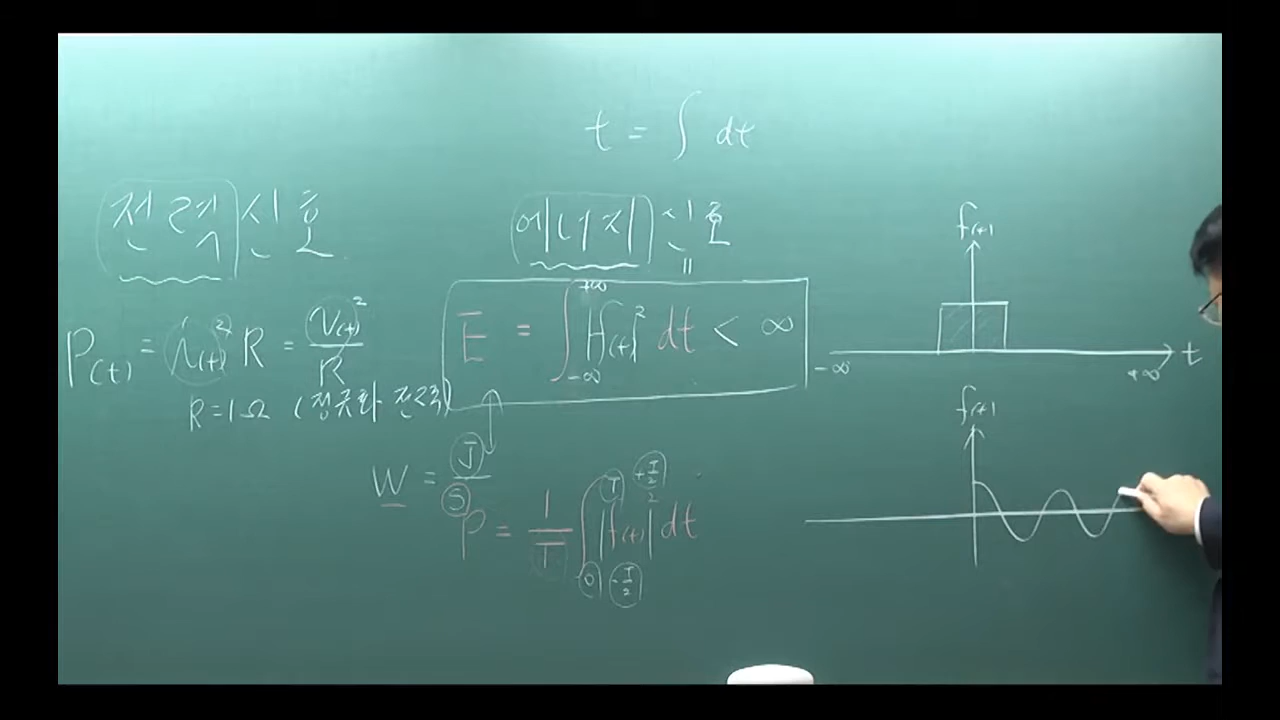 t = ∫ dt
전력 신호
에너지 신호
P(t) = i(t)² R = V(t)² / R
R = 1Ω (정규화 전력)
||
E = ∫_{-∞}^{+∞} |f(t)|² dt < ∞
W = J / S
P = 1/T ∫ |f(t)| dt
T +T/2
0 -T/2
f(t)
-∞ +∞ t
f(t)